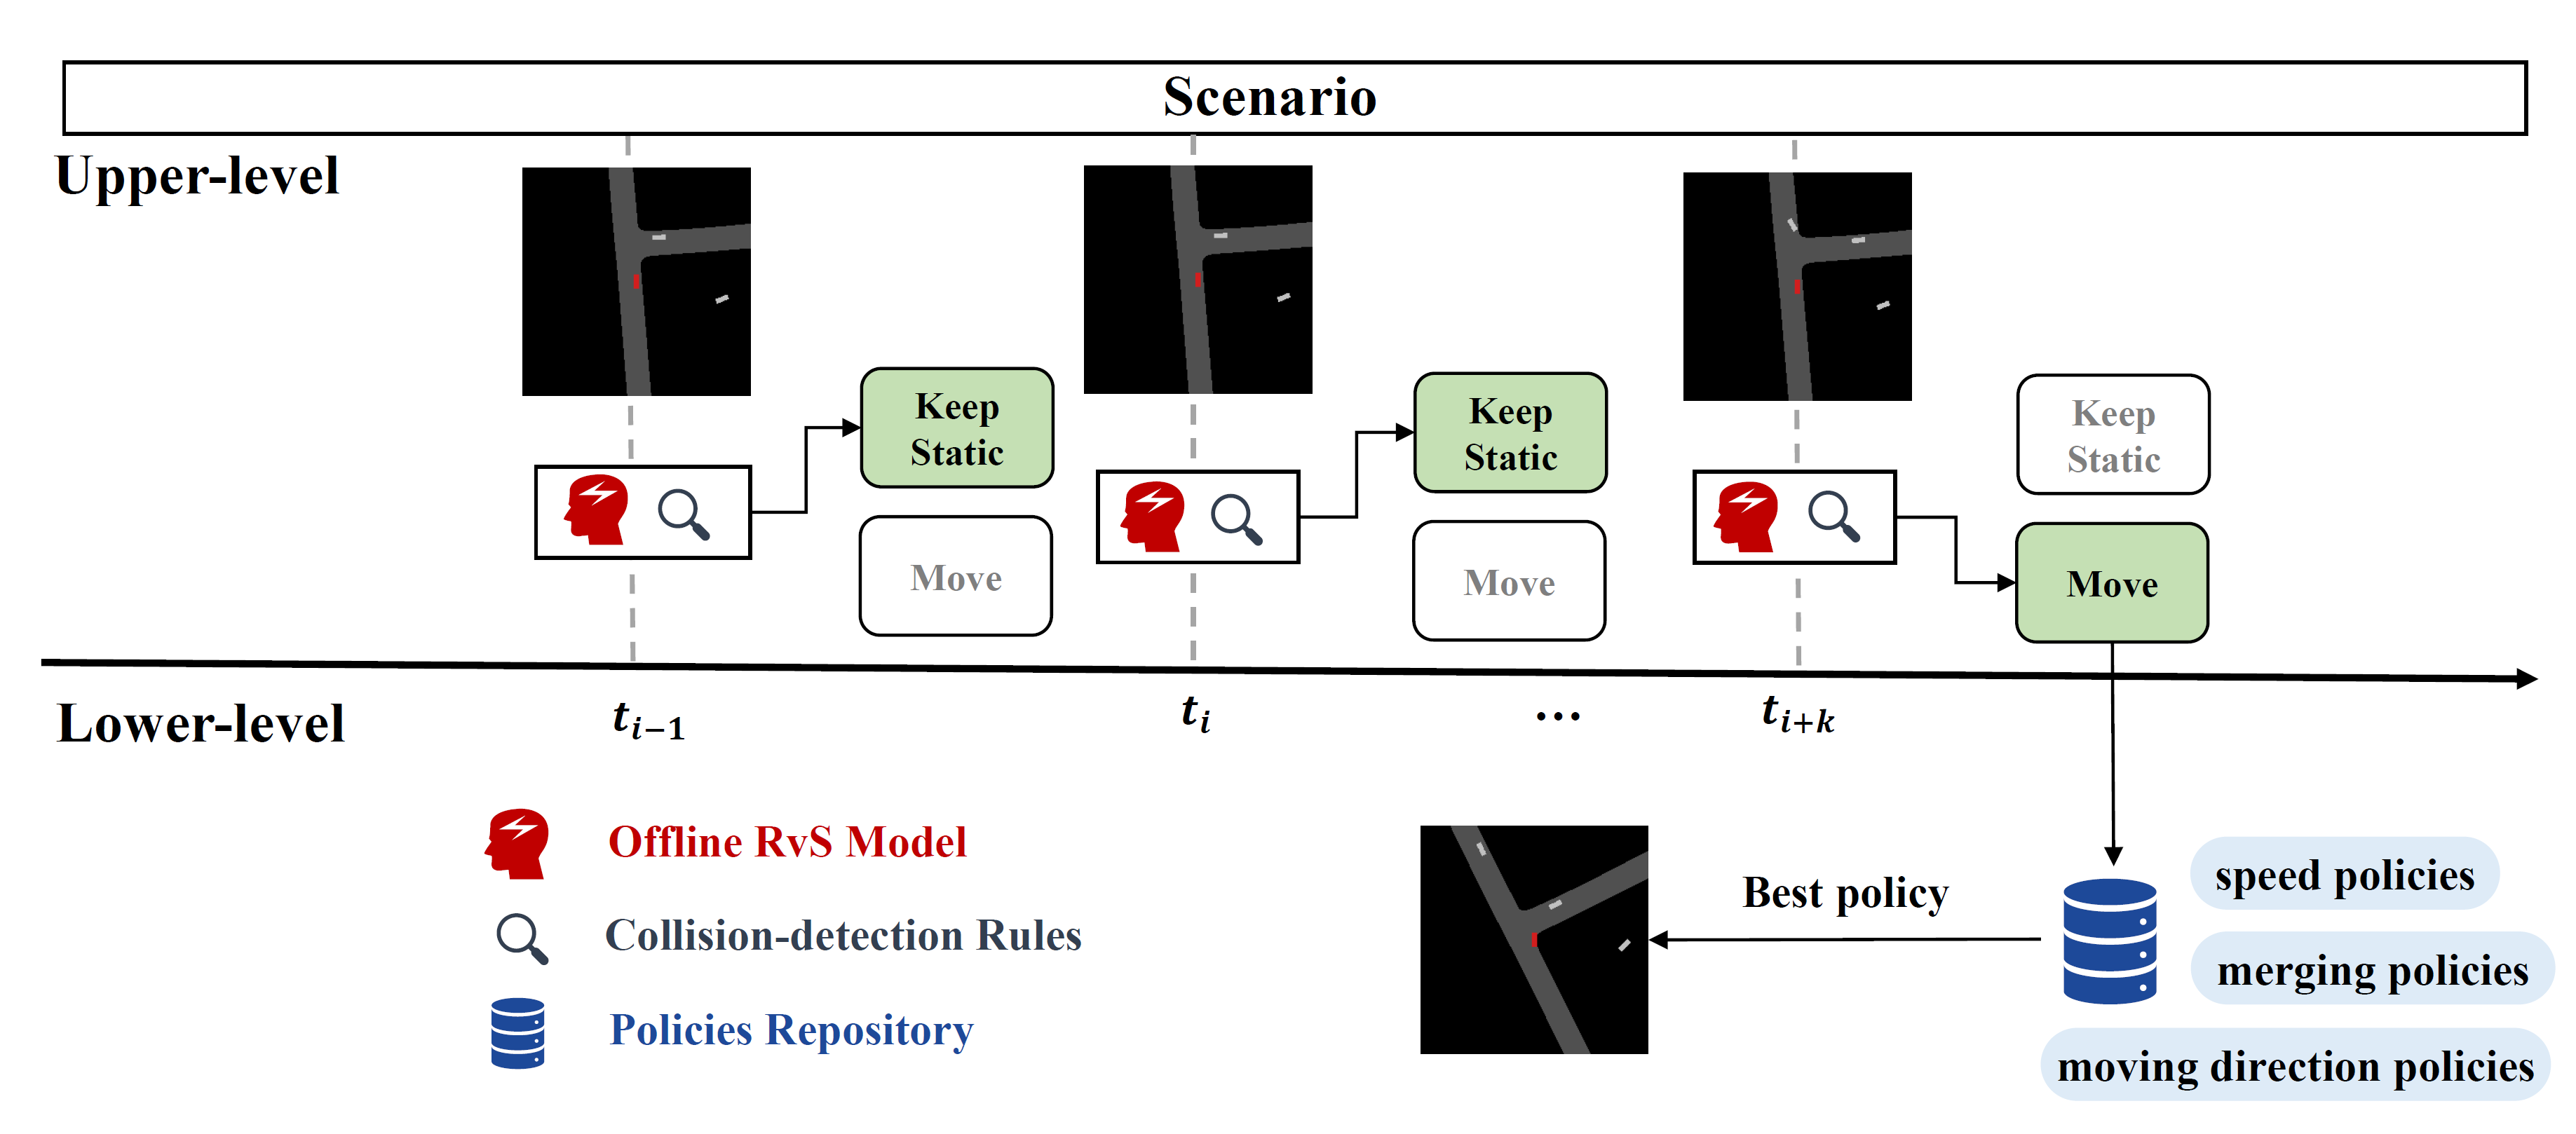 Scenario
Upper-level
Keep
Static
Move
Keep
Static
Move
Keep
Static
Move
Lower-level
t_{i-1}
t_i
...
t_{i+k}
Offline RvS Model
Collision-detection Rules
Policies Repository
Best policy
speed policies
merging policies
moving direction policies